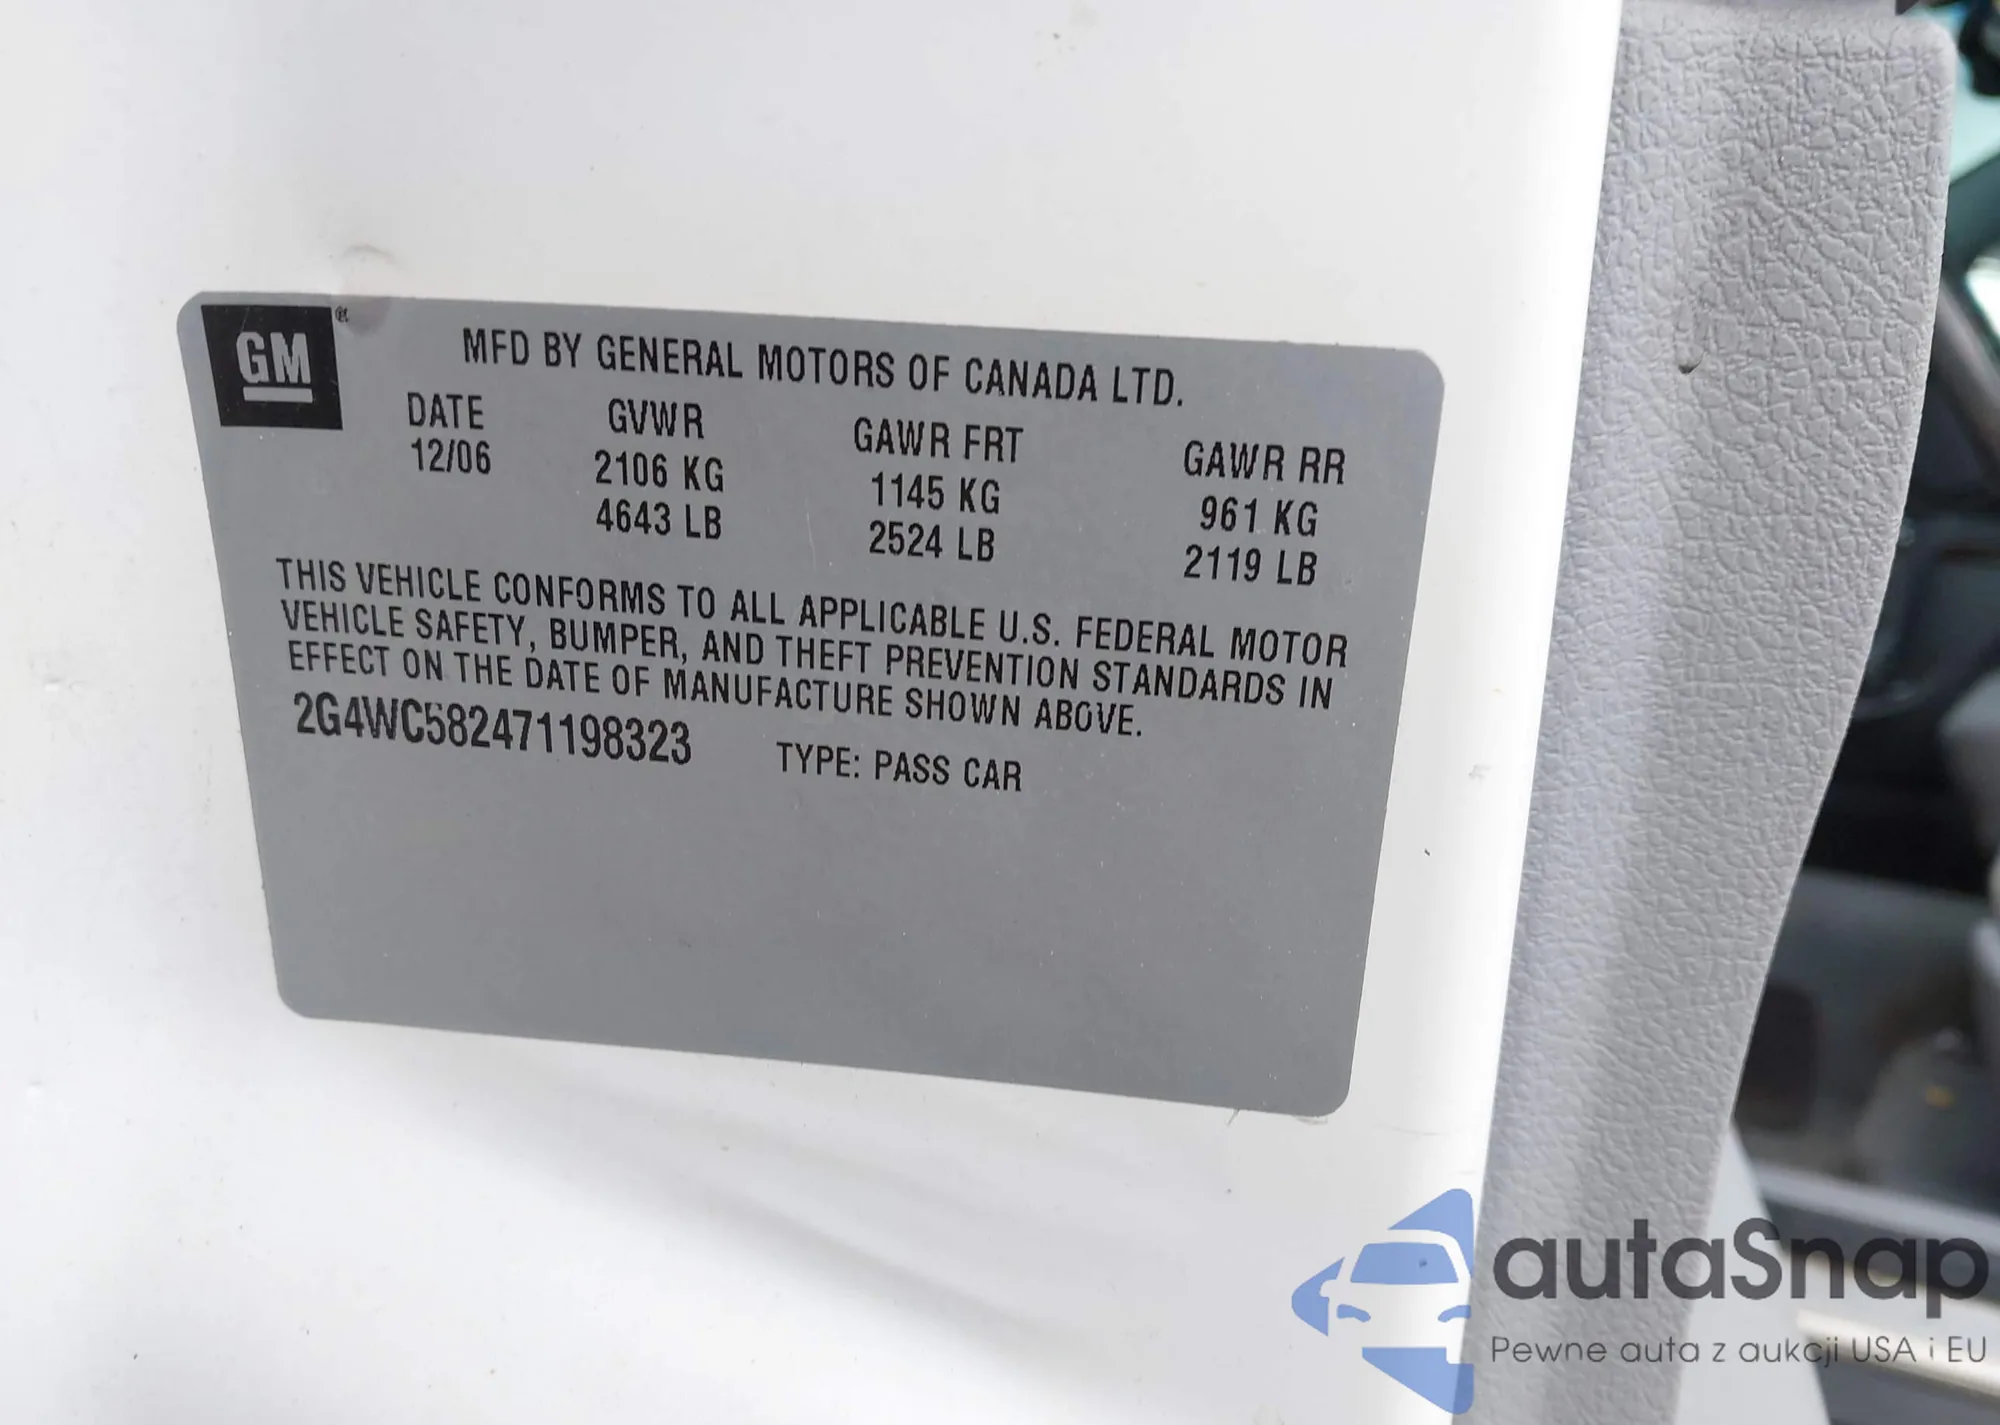 GM®
MFD BY GENERAL MOTORS OF CANADA LTD.
DATE GVWR GAWR FRT GAWR RR
12/06 2106 KG 1145 KG 961 KG
4643 LB 2524 LB 2119 LB
THIS VEHICLE CONFORMS TO ALL APPLICABLE U.S. FEDERAL MOTOR
VEHICLE SAFETY, BUMPER, AND THEFT PREVENTION STANDARDS IN
EFFECT ON THE DATE OF MANUFACTURE SHOWN ABOVE.
2G4WC582471198323 TYPE: PASS CAR
autaSnap
Pewne auta z aukcji USA i EU